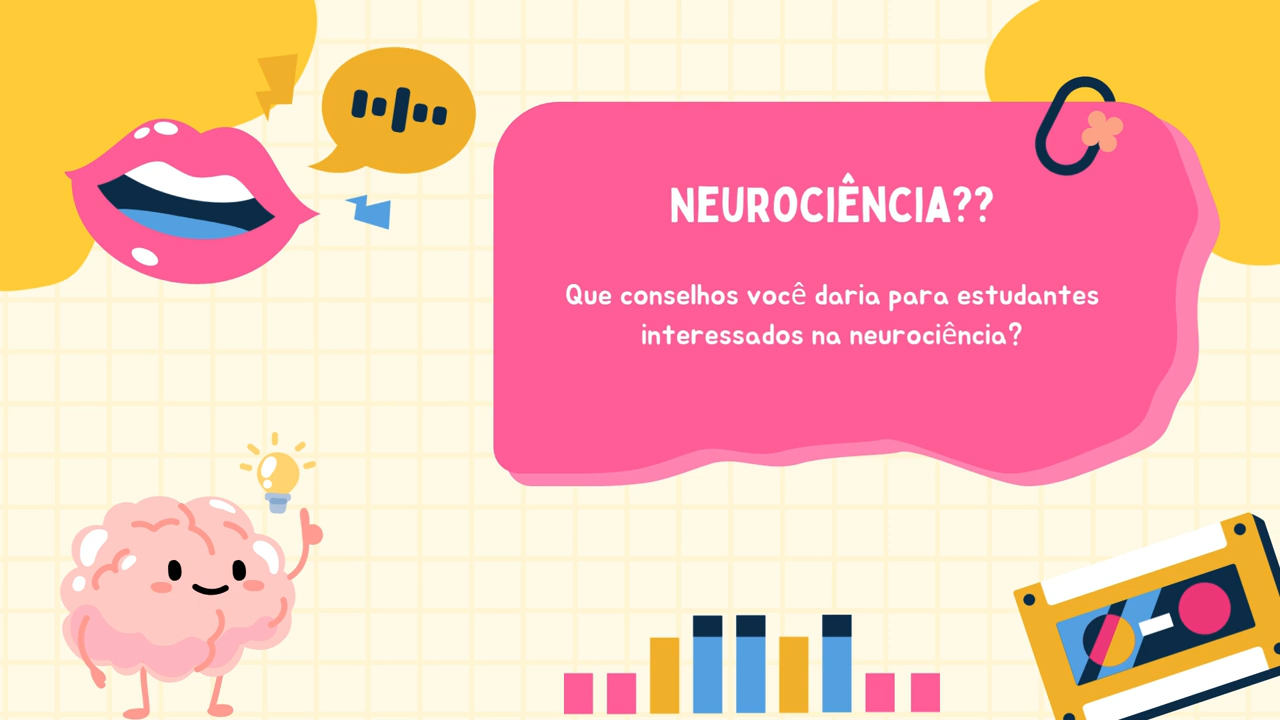 NEUROCIÊNCIA??
Que conselhos você daria para estudantes
interessados na neurociência?